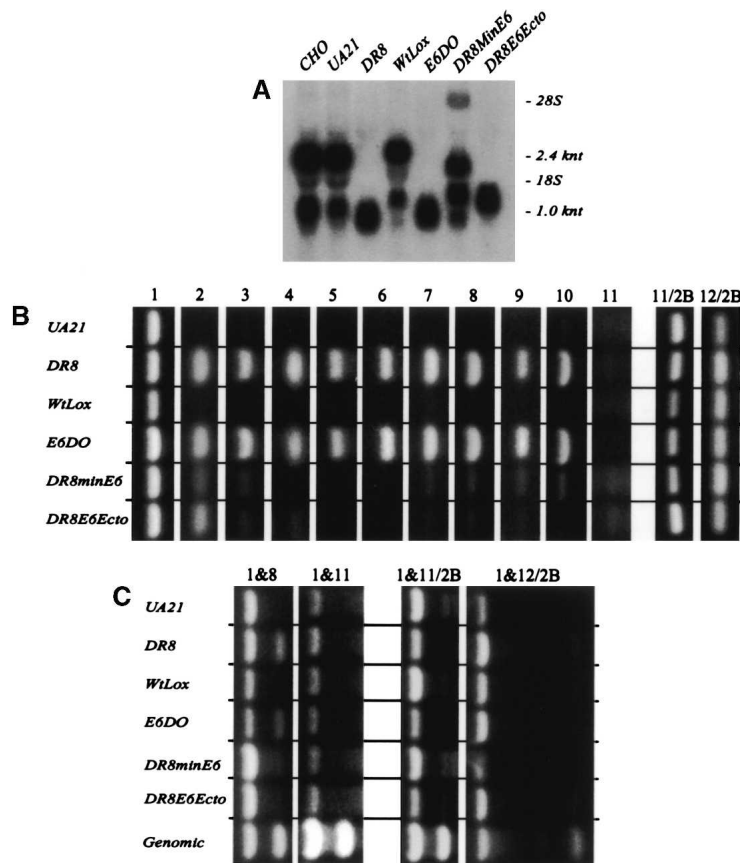 CHO UA21 DR8 WtLox E6DO DR8MinE6 DR8E6Ecto
A
- 28S
- 2.4 knt
- 18S
- 1.0 knt
B
1 2 3 4 5 6 7 8 9 10 11 11/2B 12/2B
UA21
DR8
WtLox
E6DO
DR8minE6
DR8E6Ecto
C
1&8 1&11 1&11/2B 1&12/2B
UA21
DR8
WtLox
E6DO
DR8minE6
DR8E6Ecto
Genomic